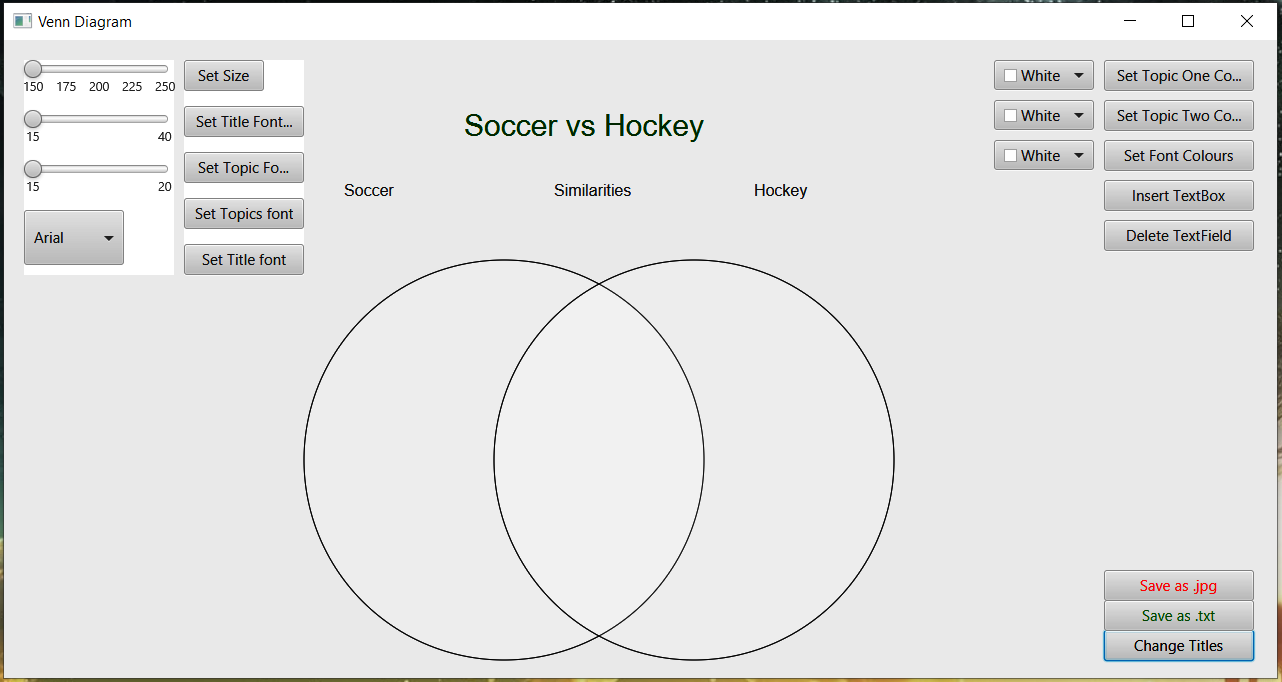 Venn Diagram
150 175 200 225 250
15 40
15 20
Arial
Set Size
Set Title Font...
Set Topic Fo...
Set Topics font
Set Title font
Soccer vs Hockey
Soccer Similarities Hockey
White Set Topic One Co...
White Set Topic Two Co...
White Set Font Colours
Insert TextBox
Delete TextField
Save as .jpg
Save as .txt
Change Titles